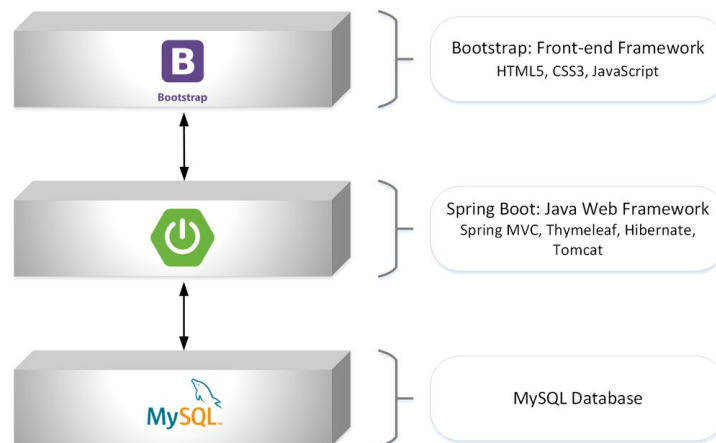 B
Bootstrap
Bootstrap: Front-end Framework
HTML5, CSS3, JavaScript
Spring Boot: Java Web Framework
Spring MVC, Thymeleaf, Hibernate,
Tomcat
MySQL™
MySQL Database